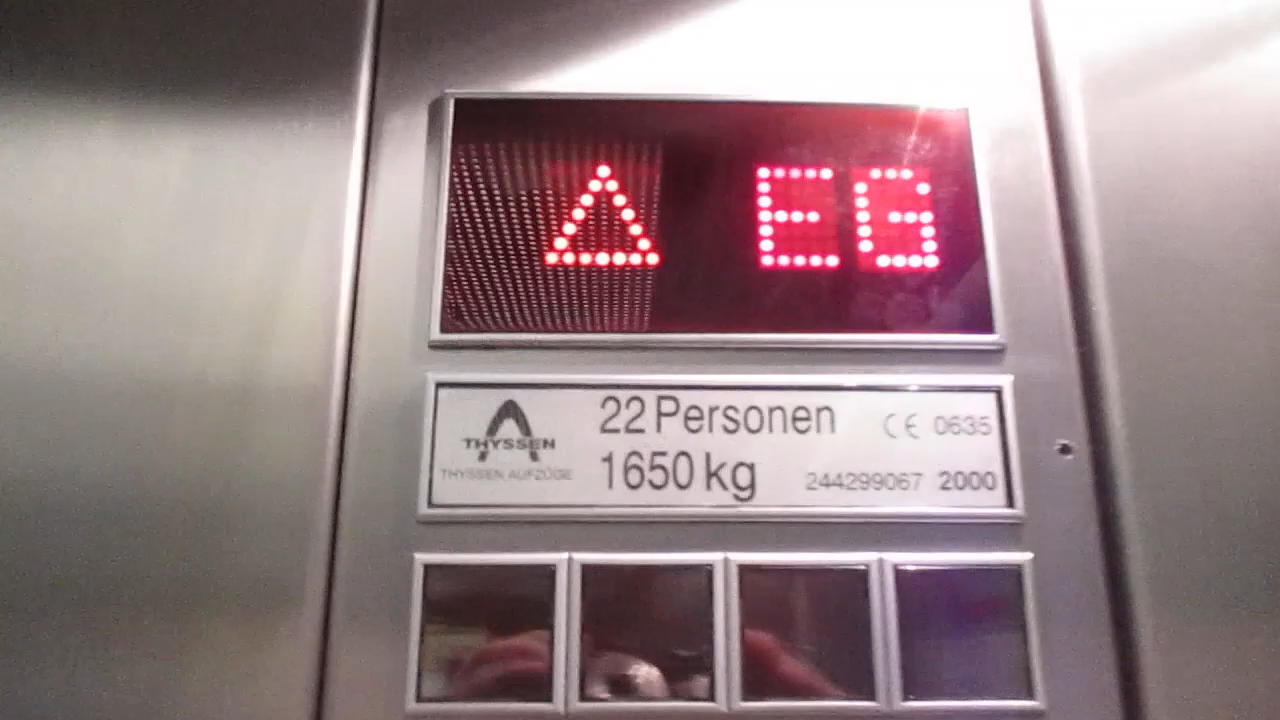 EG
THYSSEN
THYSSEN AUFZÜGE
22 Personen
1650 kg
CE 0635
244299067 2000